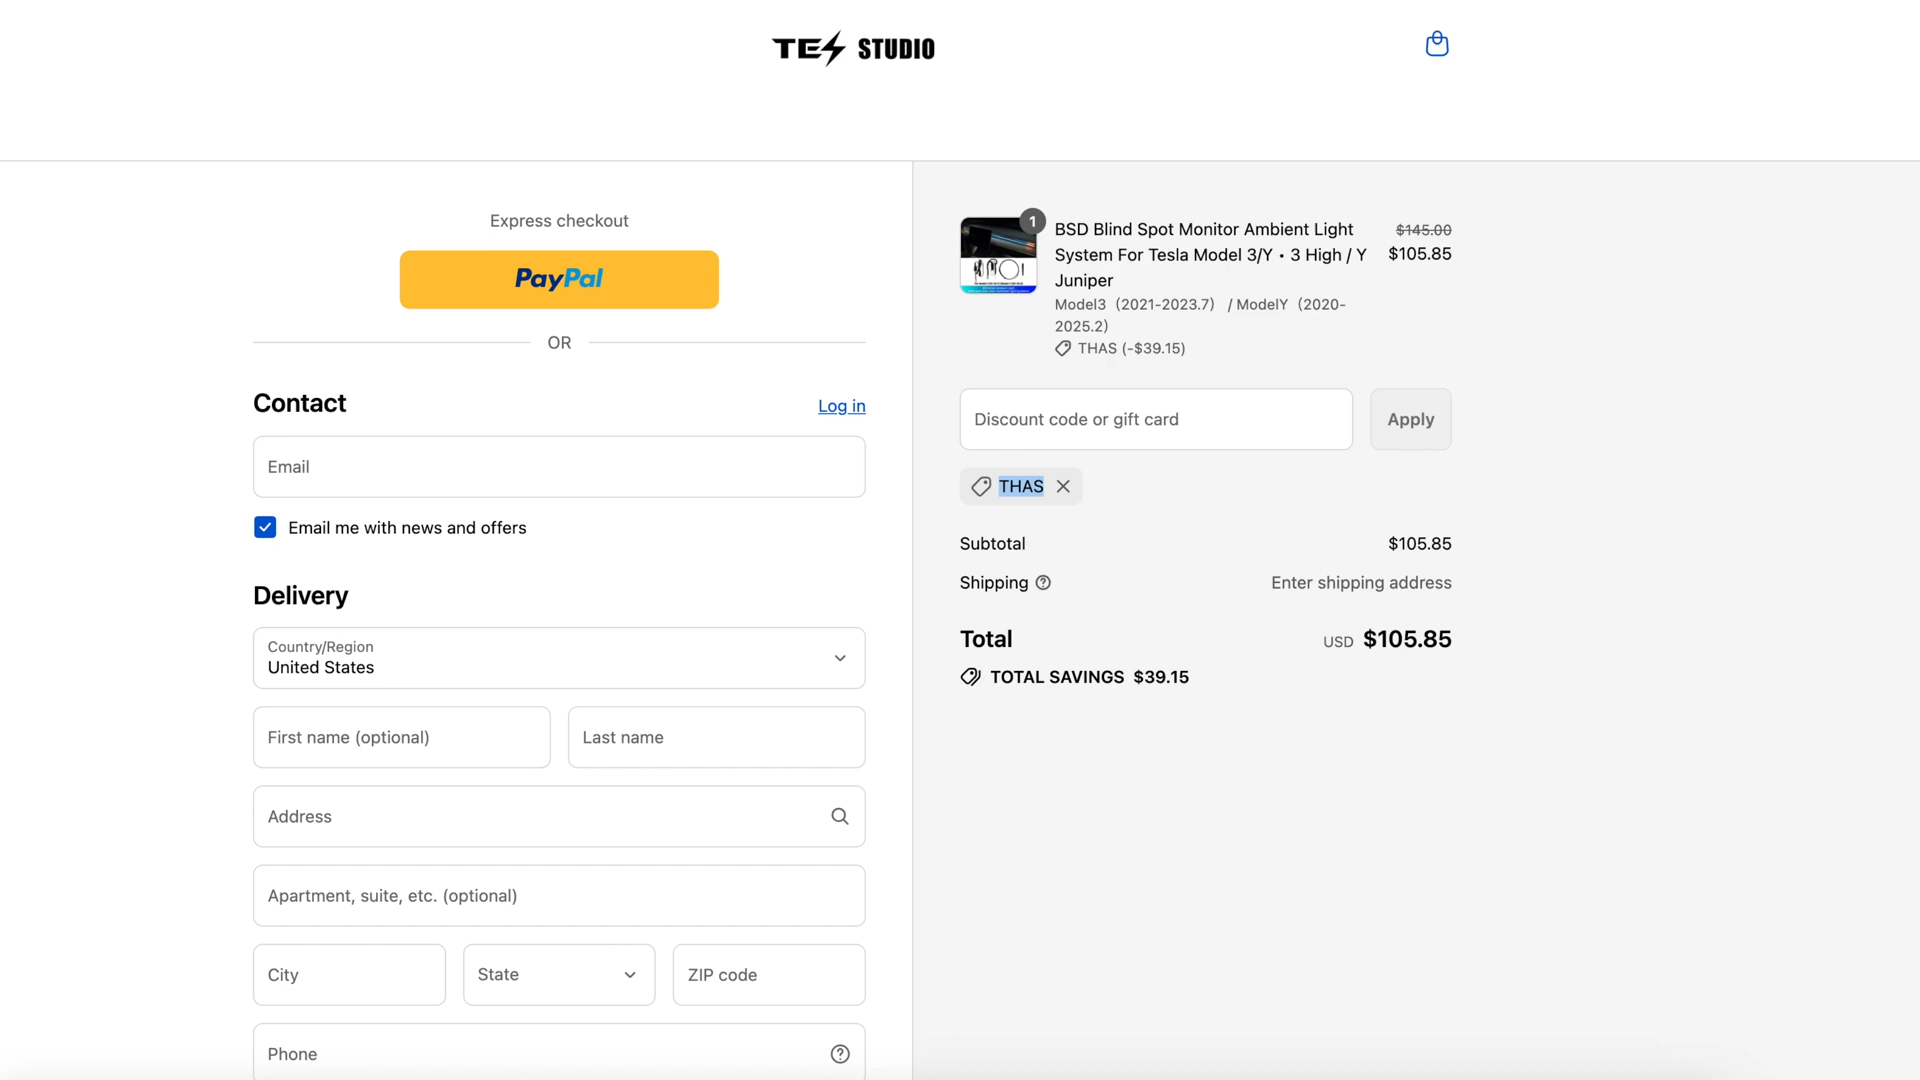 TES STUDIO
Express checkout
PayPal
OR
Contact
Log in
Email
Email me with news and offers
Delivery
Country/Region
United States
First name (optional)
Last name
Address
Apartment, suite, etc. (optional)
City
State
ZIP code
Phone
1
BSD Blind Spot Monitor Ambient Light
System For Tesla Model 3/Y • 3 High / Y
Juniper
$145.00
$105.85
Model3（2021-2023.7） / ModelY（2020-
2025.2)
THAS (-$39.15)
Discount code or gift card
Apply
THAS
Subtotal
$105.85
Shipping
Enter shipping address
Total
USD $105.85
TOTAL SAVINGS $39.15